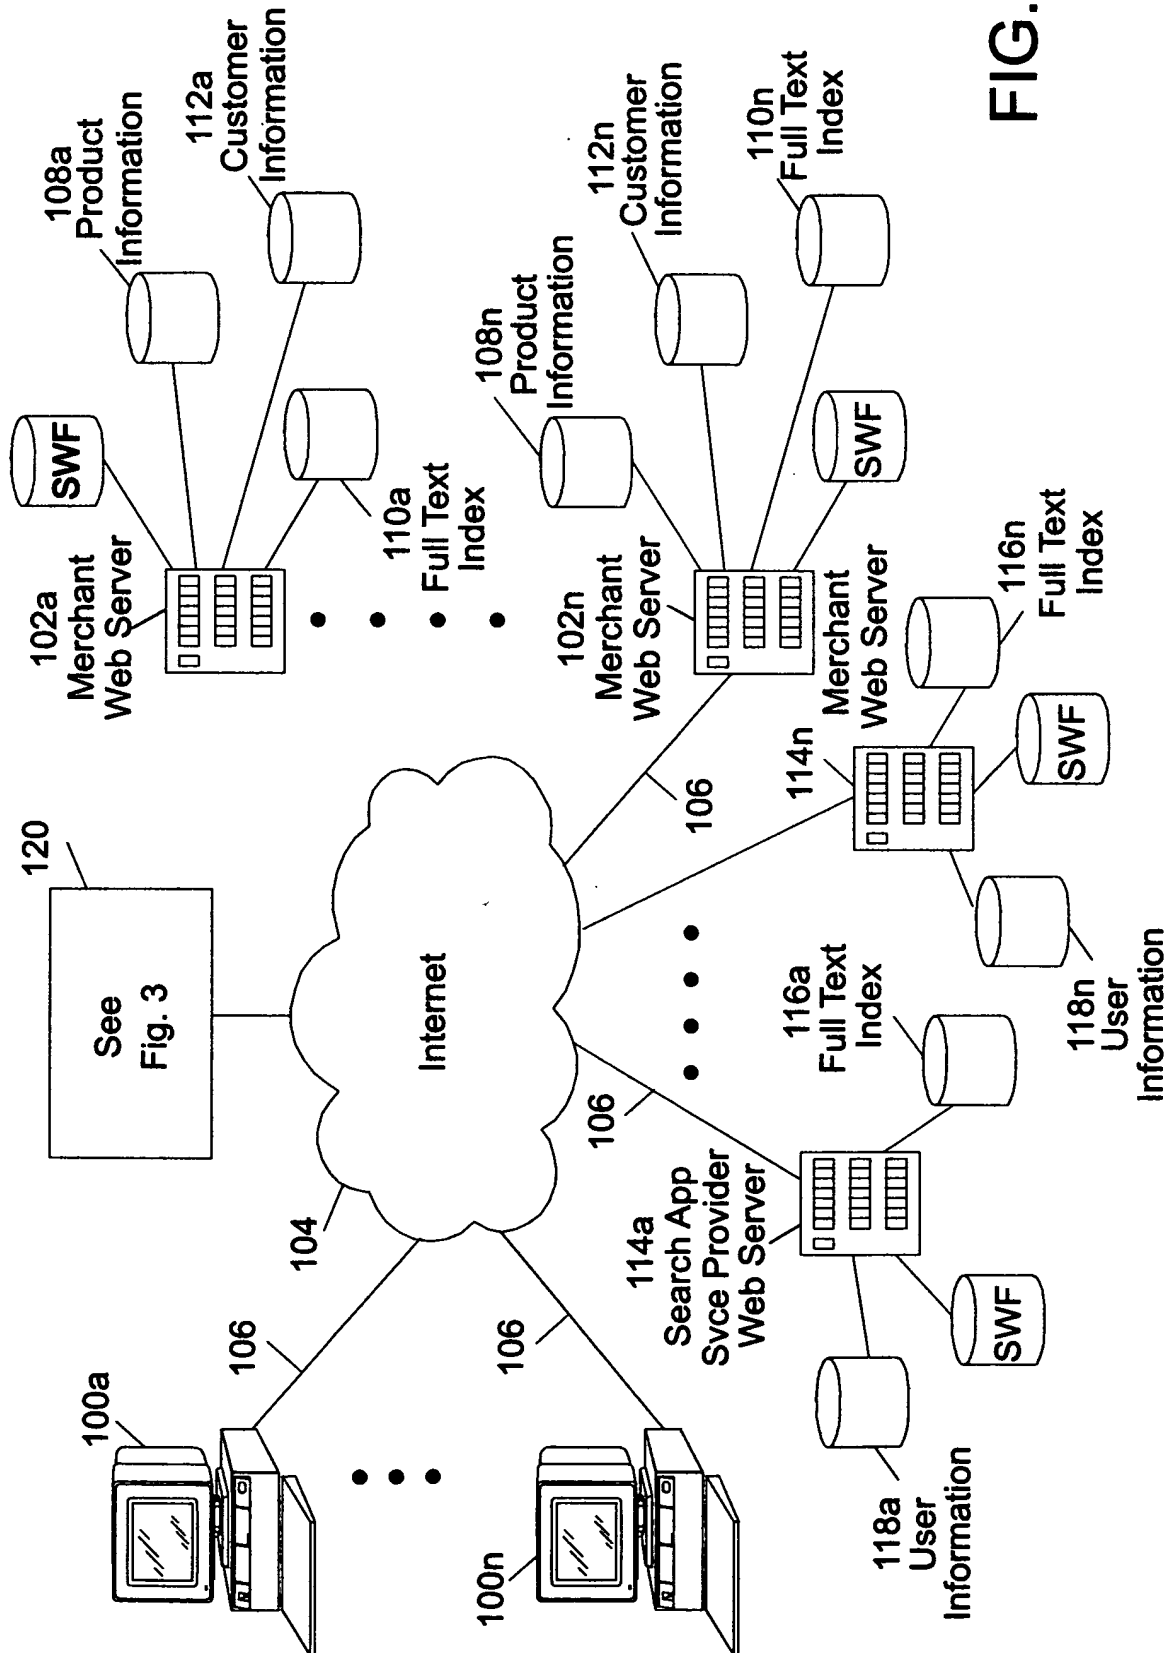 100a
106
100n
106
104
120
See
Fig. 3
Internet
102a
Merchant
Web Server
SWF
108a
Product
Information
112a
Customer
Information
110a
Full Text
Index
102n
Merchant
Web Server
108n
Product
Information
112n
Customer
Information
110n
Full Text
Index
SWF
106
114n
Merchant
Web Server
116n
Full Text
Index
SWF
118n
User
Information
106
114a
Search App
Svce Provider
Web Server
116a
Full Text
Index
SWF
118a
User
Information
FIG.